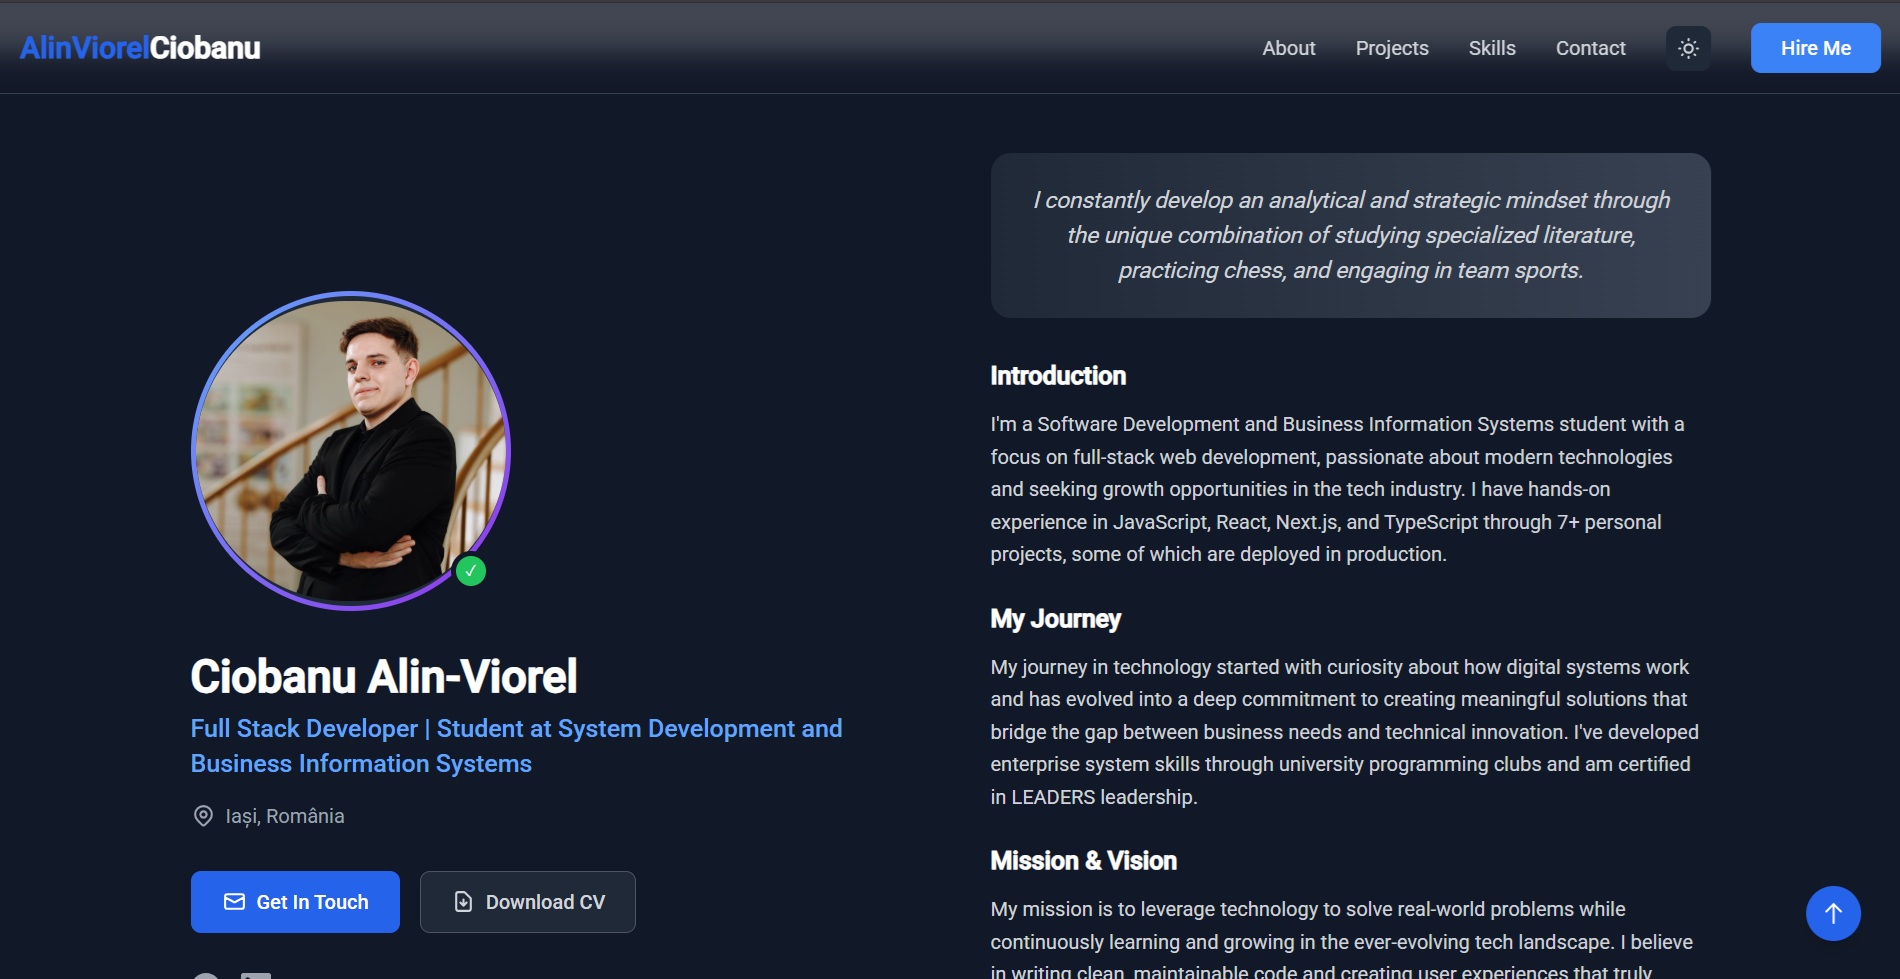 AlinViorelCiobanu
About
Projects
Skills
Contact
Hire Me
Ciobanu Alin-Viorel
Full Stack Developer | Student at System Development and
Business Information Systems
Iași, România
Get In Touch
Download CV
I constantly develop an analytical and strategic mindset through
the unique combination of studying specialized literature,
practicing chess, and engaging in team sports.
Introduction
I'm a Software Development and Business Information Systems student with a
focus on full-stack web development, passionate about modern technologies
and seeking growth opportunities in the tech industry. I have hands-on
experience in JavaScript, React, Next.js, and TypeScript through 7+ personal
projects, some of which are deployed in production.
My Journey
My journey in technology started with curiosity about how digital systems work
and has evolved into a deep commitment to creating meaningful solutions that
bridge the gap between business needs and technical innovation. I've developed
enterprise system skills through university programming clubs and am certified
in LEADERS leadership.
Mission & Vision
My mission is to leverage technology to solve real-world problems while
continuously learning and growing in the ever-evolving tech landscape. I believe
in writing clean, maintainable code and creating user experiences that truly